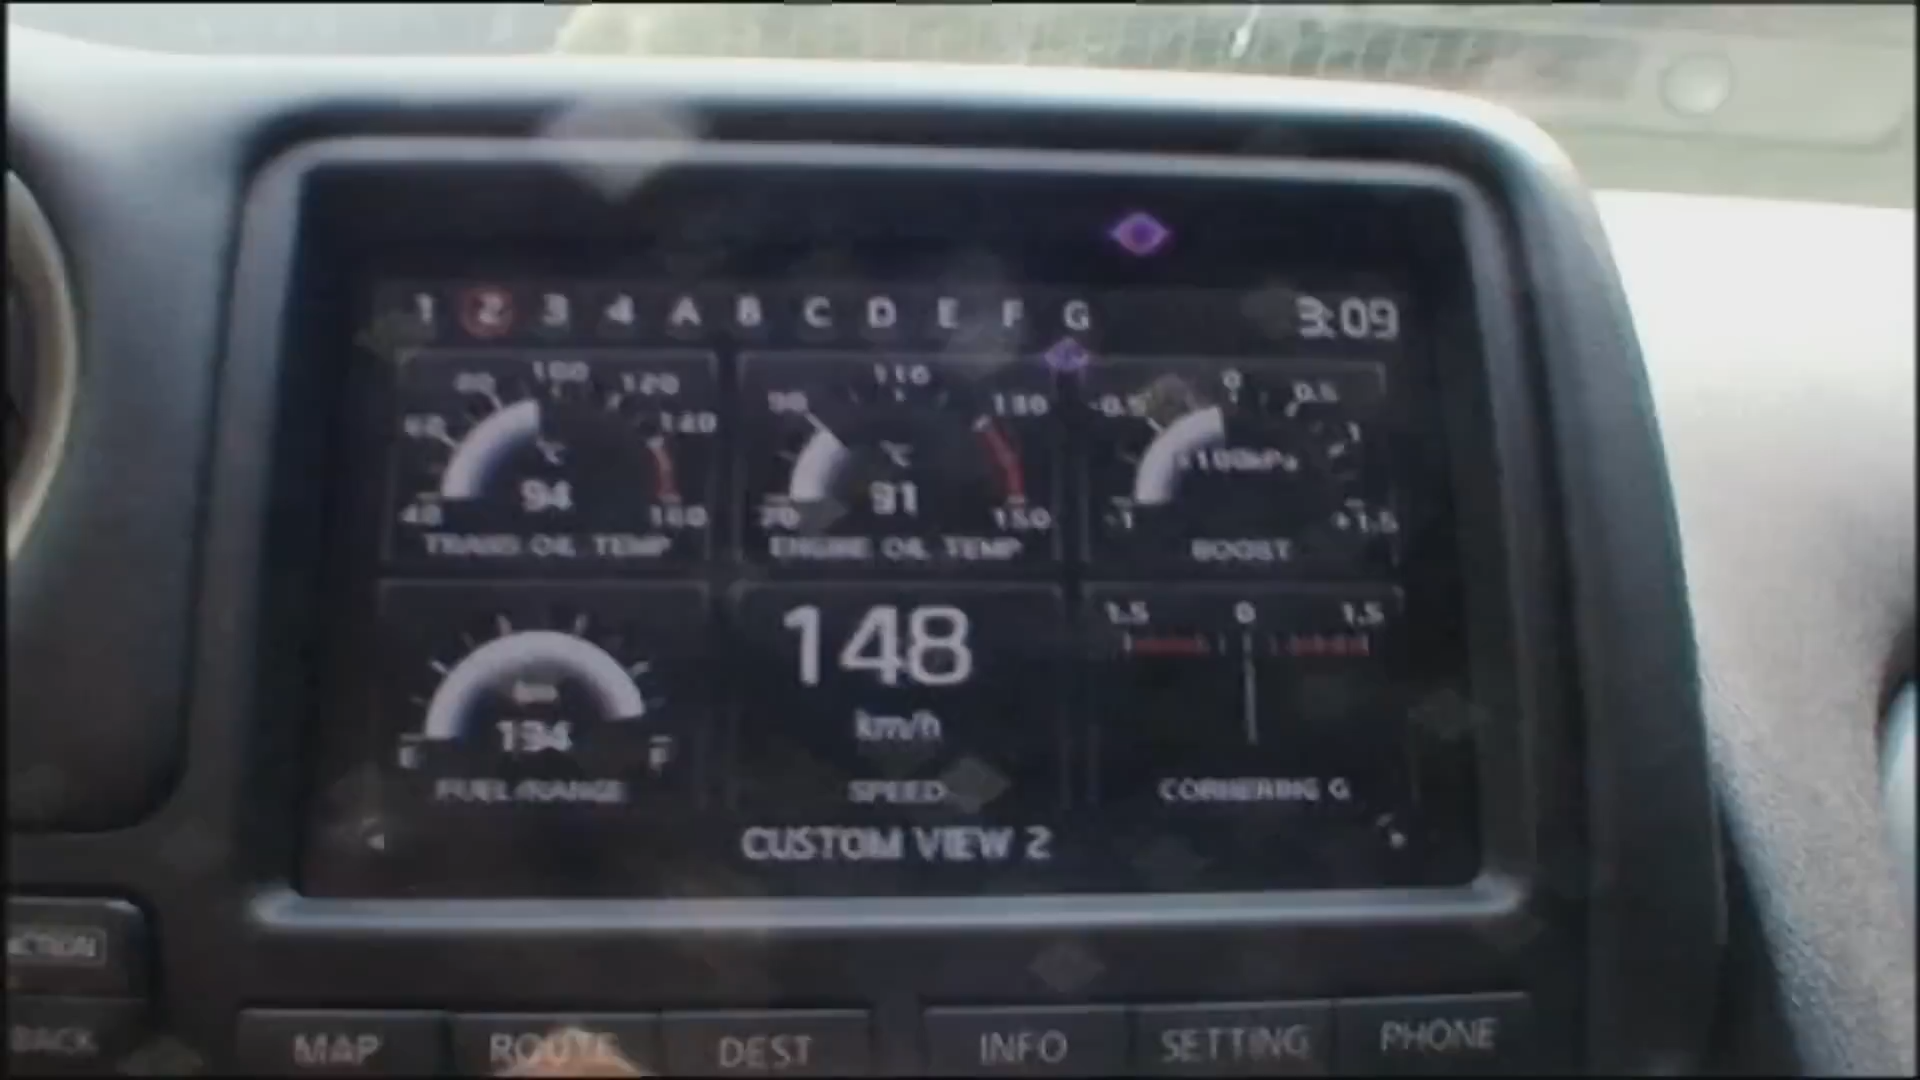 1 2 3 4 A B C D E F G 3:09
80 100 120
60 140
℃
94
40 160
TRANS OIL TEMP
90 110 130
℃
91
70 150
ENGINE OIL TEMP
-0.5 0 0.5
1
×100kPa
-1 +1.5
BOOST
km
194
E F
FUEL/RANGE
148
km/h
SPEED
1.5 0 1.5
CORNERING G
CUSTOM VIEW 2
BACK
MAP ROUTE DEST INFO SETTING PHONE